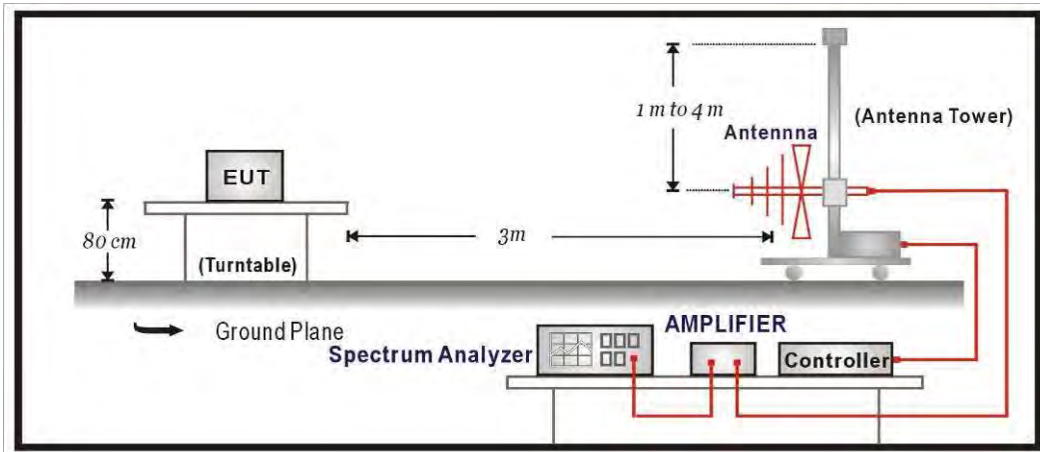 1 m to 4 m
(Antenna Tower)
Antennna
EUT
80 cm
3m
(Turntable)
Ground Plane
AMPLIFIER
Spectrum Analyzer
Controller